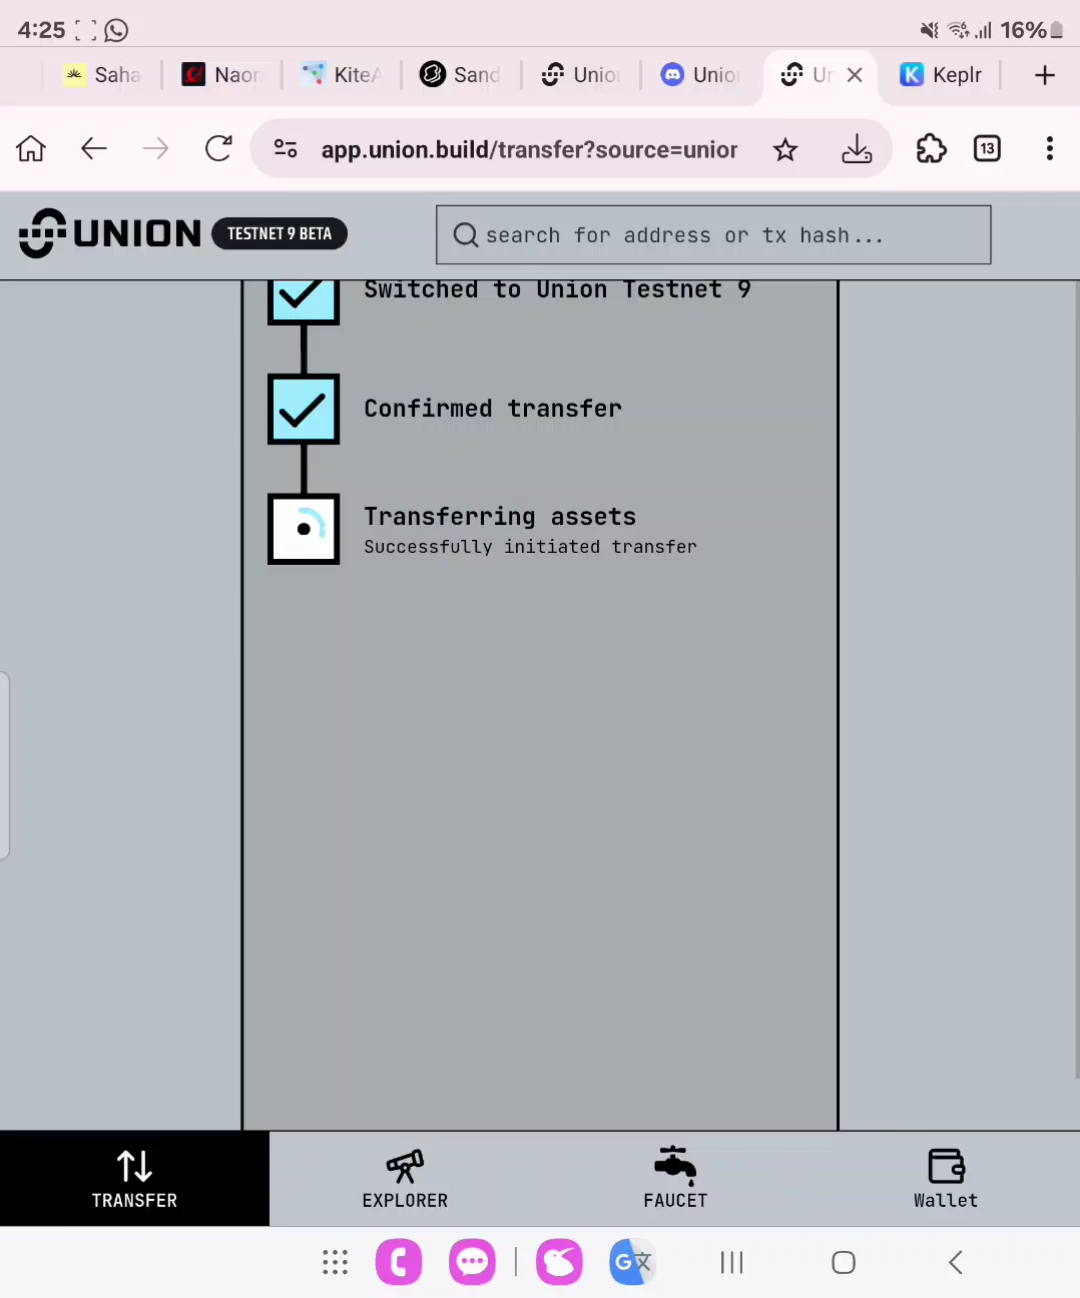 4:25
16%
Saha
Naor
KiteA
Sand
Unio
Unio
Ur
Keplr
app.union.build/transfer?source=union
13
UNION
TESTNET 9 BETA
search for address or tx hash...
Switched to Union Testnet 9
Confirmed transfer
Transferring assets
Successfully initiated transfer
TRANSFER
EXPLORER
FAUCET
Wallet